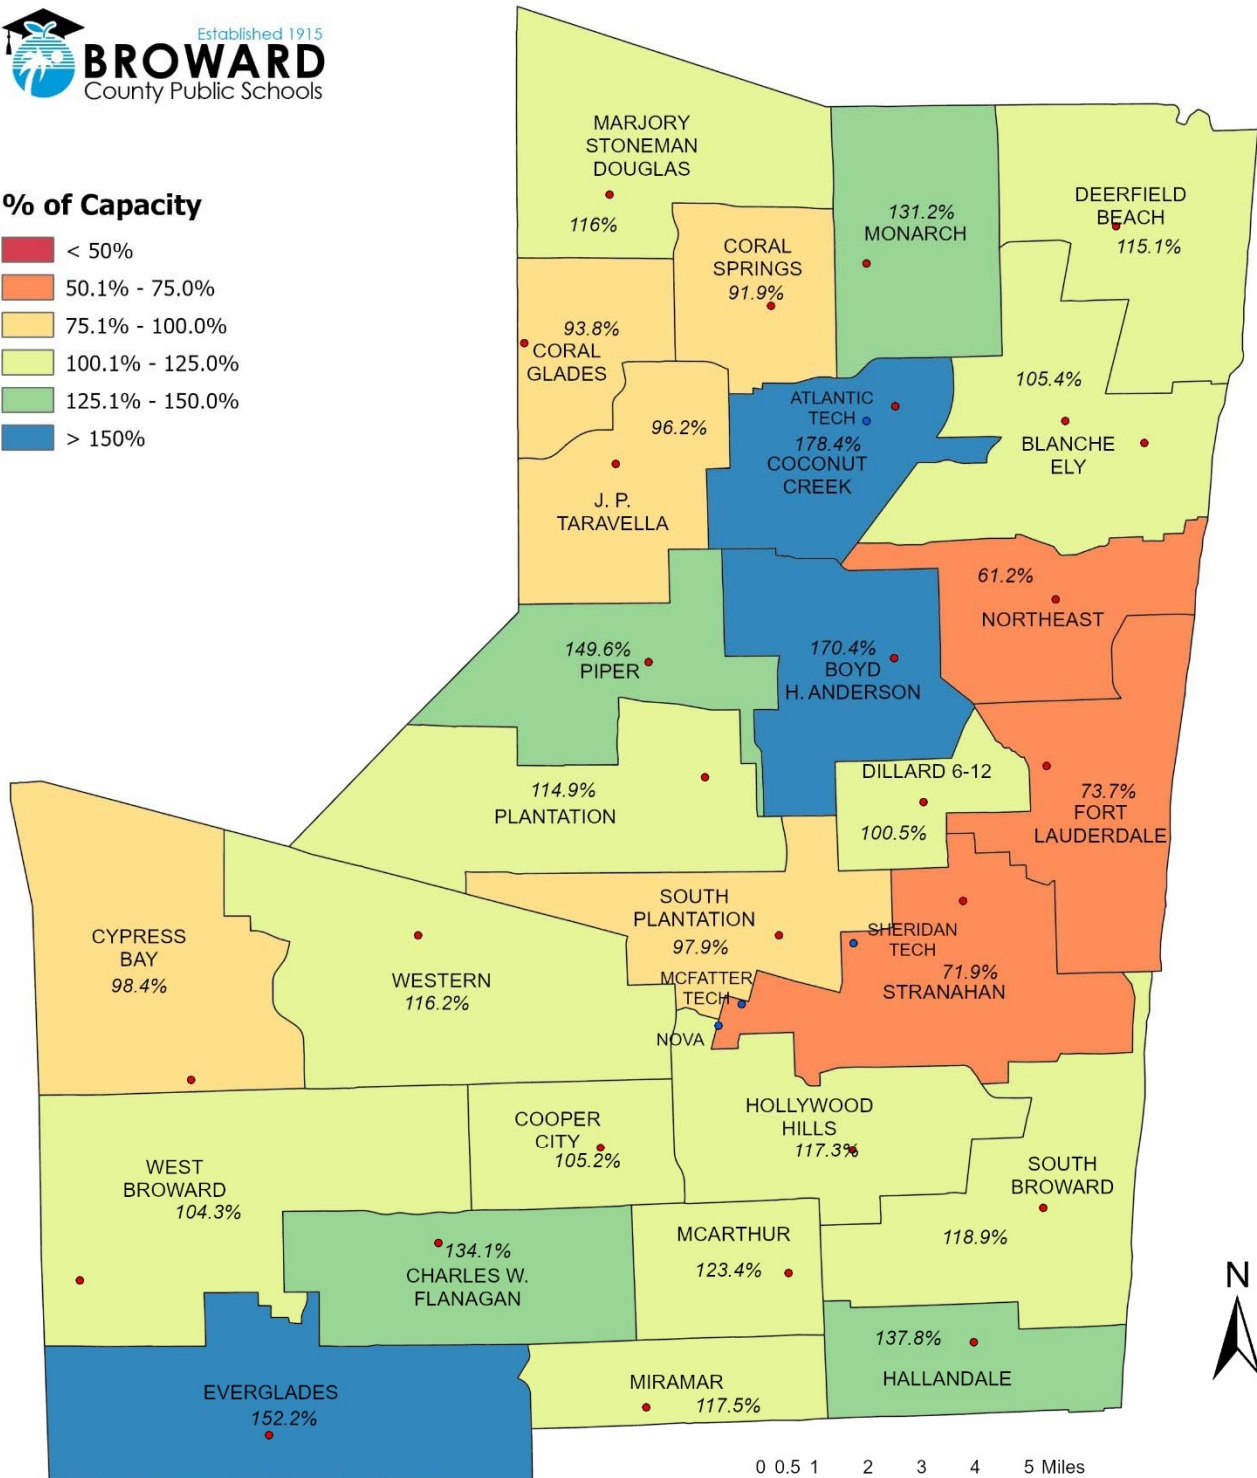 Established 1915
BROWARD
County Public Schools
% of Capacity
< 50%
50.1% - 75.0%
75.1% - 100.0%
100.1% - 125.0%
125.1% - 150.0%
> 150%
MARJORY
STONEMAN
DOUGLAS
116%
CORAL
SPRINGS
91.9%
131.2%
MONARCH
DEERFIELD
BEACH
115.1%
93.8%
CORAL
GLADES
96.2%
J. P.
TARAVELLA
ATLANTIC
TECH
178.4%
COCONUT
CREEK
105.4%
BLANCHE
ELY
61.2%
NORTHEAST
149.6%
PIPER
170.4%
BOYD
H. ANDERSON
114.9%
PLANTATION
DILLARD 6-12
100.5%
73.7%
FORT
LAUDERDALE
CYPRESS
BAY
98.4%
WESTERN
116.2%
SOUTH
PLANTATION
97.9%
MCFATTER
TECH
NOVA
SHERIDAN
TECH
71.9%
STRANAHAN
COOPER
CITY
105.2%
HOLLYWOOD
HILLS
117.3%
WEST
BROWARD
104.3%
SOUTH
BROWARD
118.9%
134.1%
CHARLES W.
FLANAGAN
MCARTHUR
123.4%
137.8%
HALLANDALE
EVERGLADES
152.2%
MIRAMAR
117.5%
N
0 0.5 1 2 3 4 5 Miles